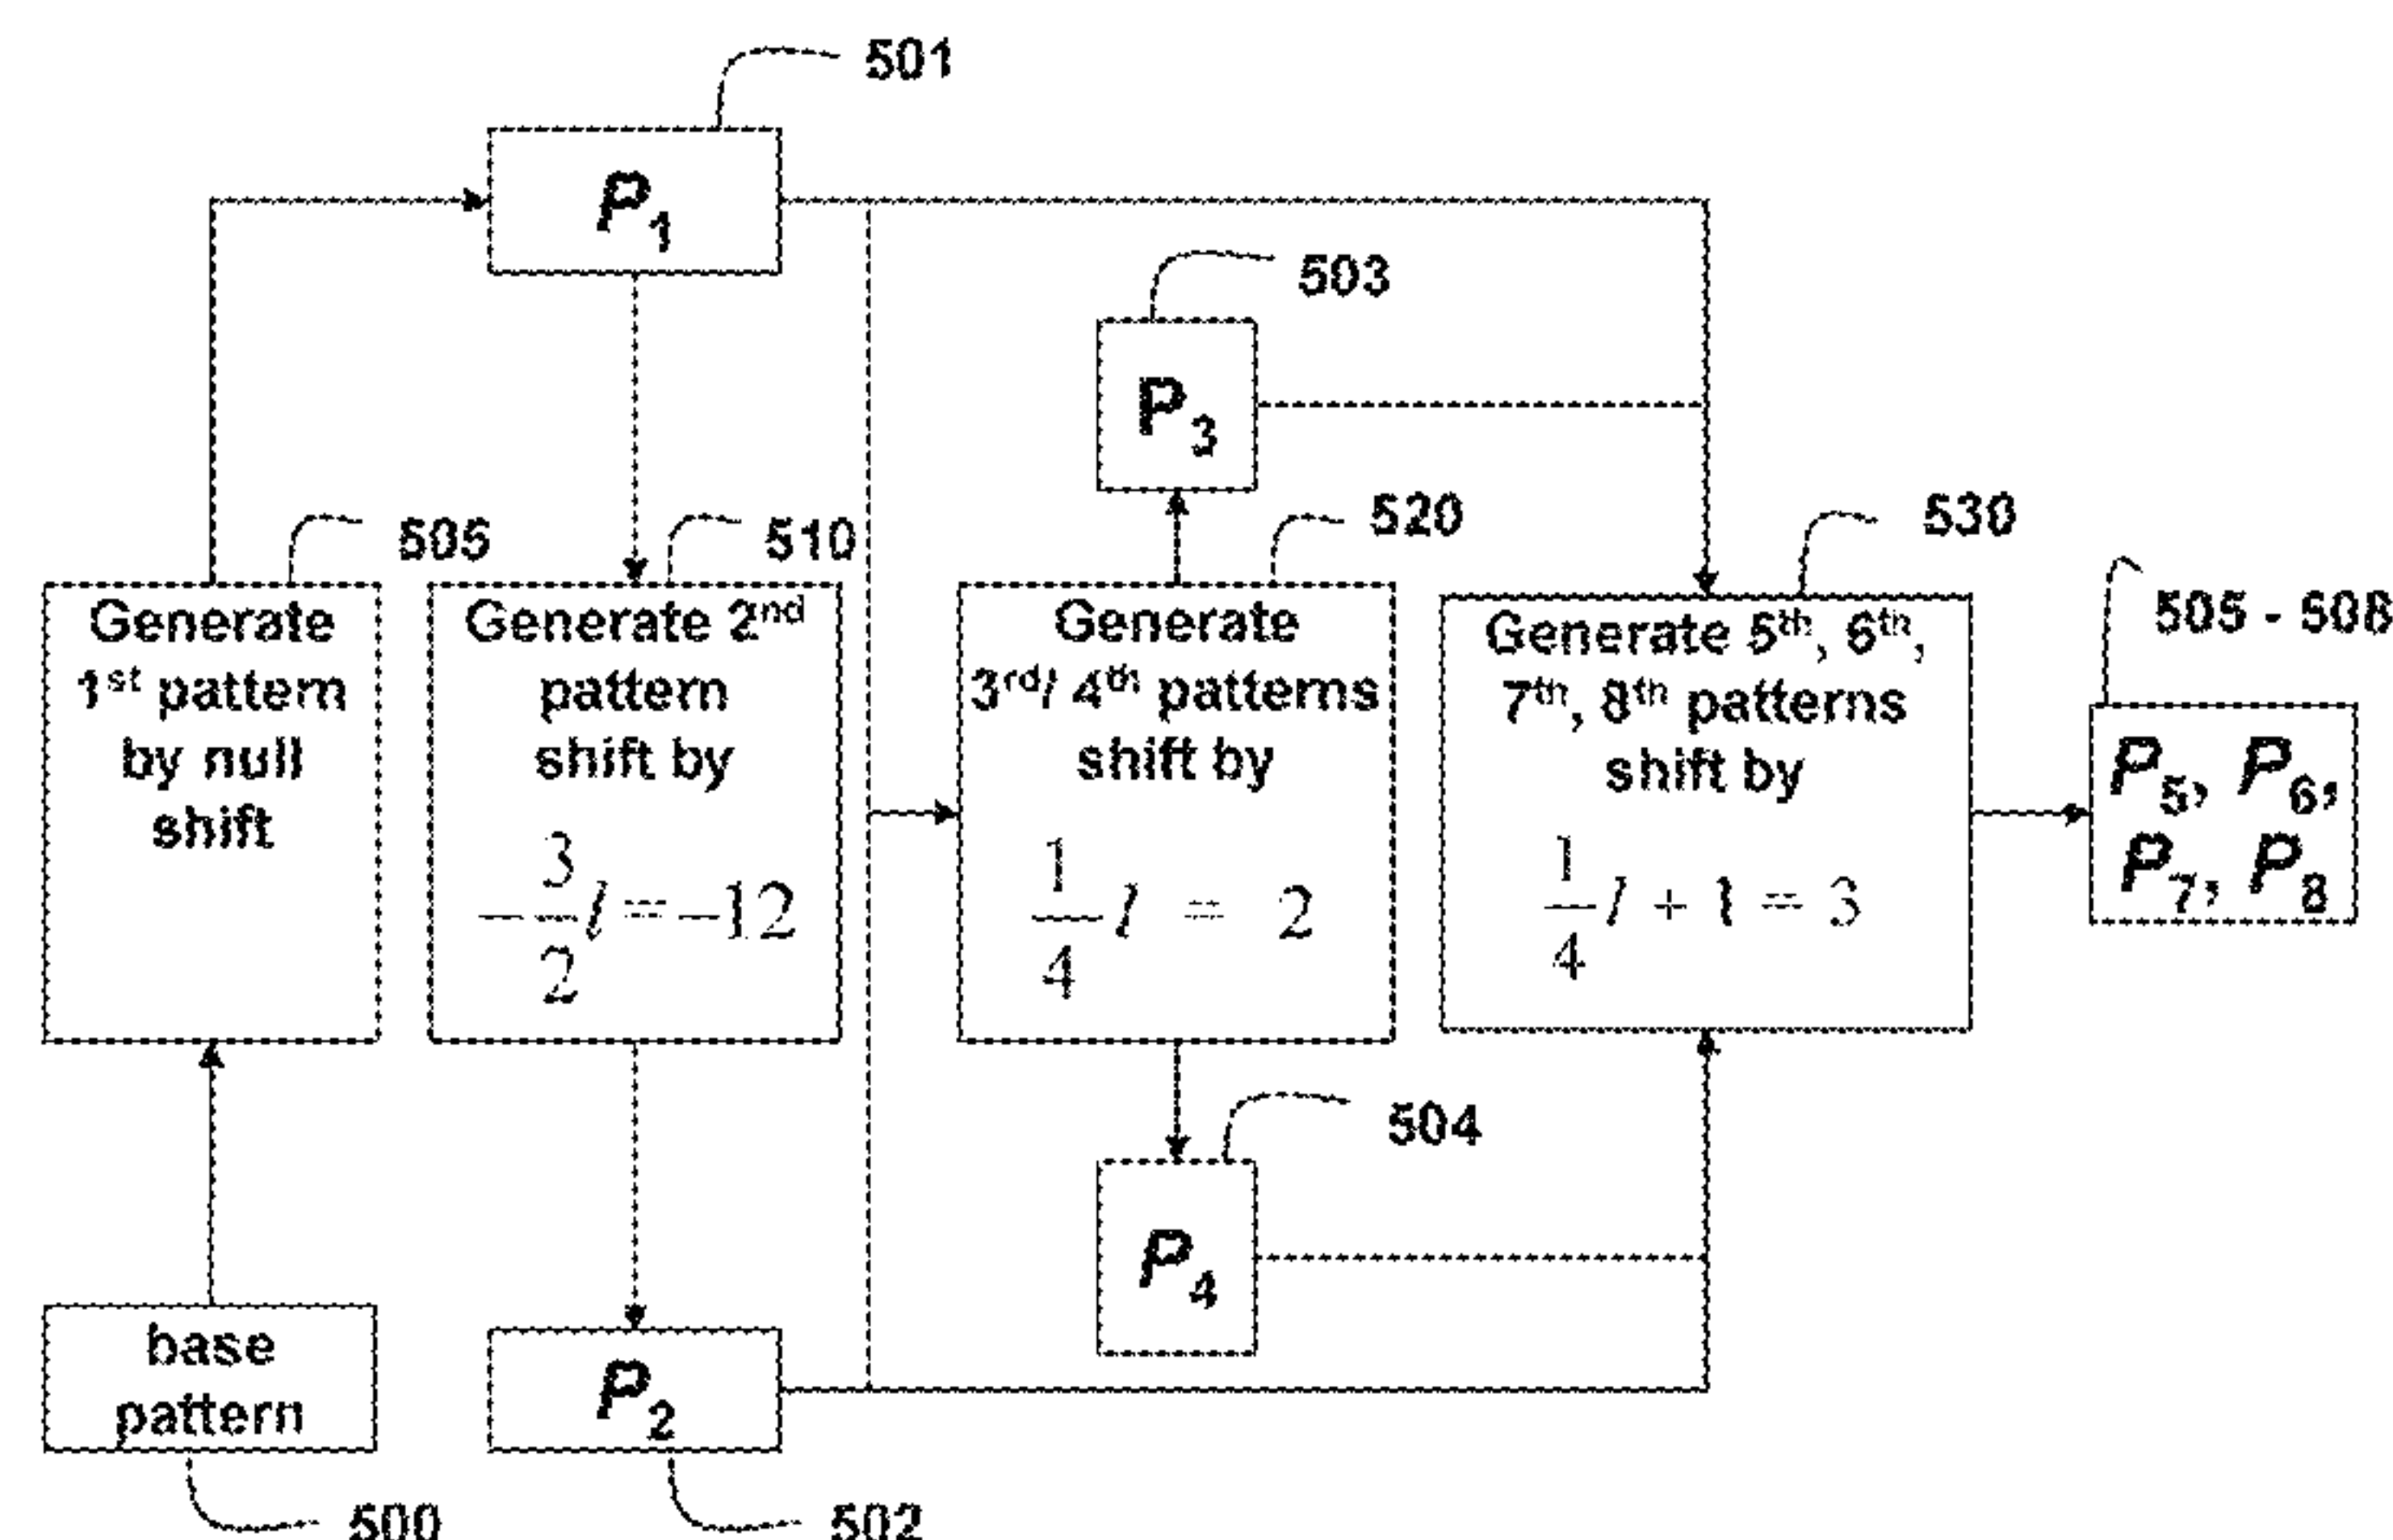 501
P₁
503
P₃
505
510
520
530
505 - 508
Generate
1ˢᵗ pattern
by null
shift
Generate 2ⁿᵈ
pattern
shift by
-3/2 l = -12
Generate
3ʳᵈ/ 4ᵗʰ patterns
shift by
1/4 l = 2
Generate 5ᵗʰ, 6ᵗʰ,
7ᵗʰ, 8ᵗʰ patterns
shift by
1/4 l + 1 = 3
P₅, P₆,
P₇, P₈
504
P₄
base
pattern
P₂
500
502